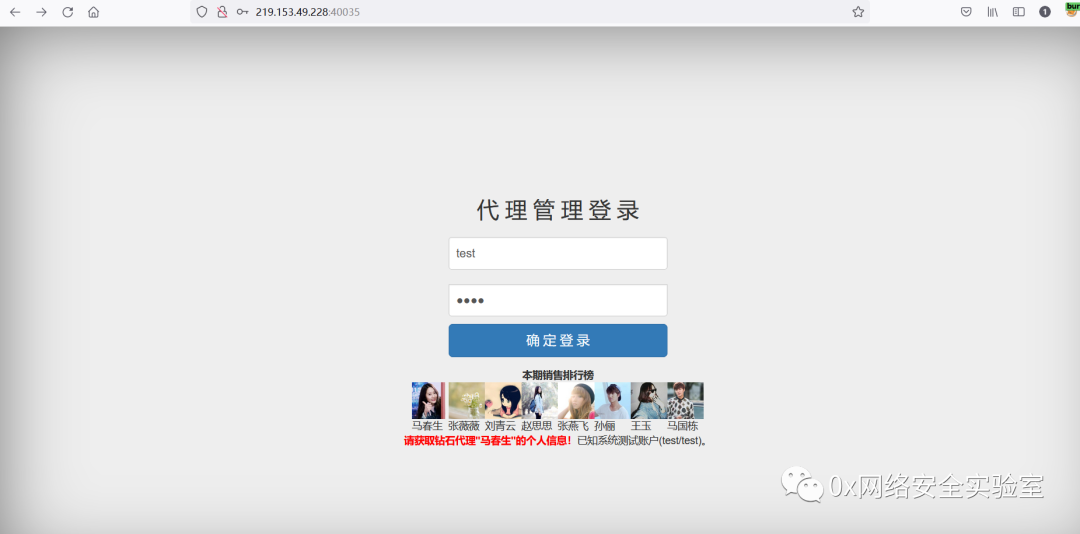 219.153.49.228:40035
1
bur
代理管理登录
test
••••
确定登录
本期销售排行榜
马春生 张薇薇 刘青云 赵思思 张燕飞 孙俪 王玉 马国栋
请获取钻石代理"马春生"的个人信息！已知系统测试账户(test/test)。
0x网络安全实验室